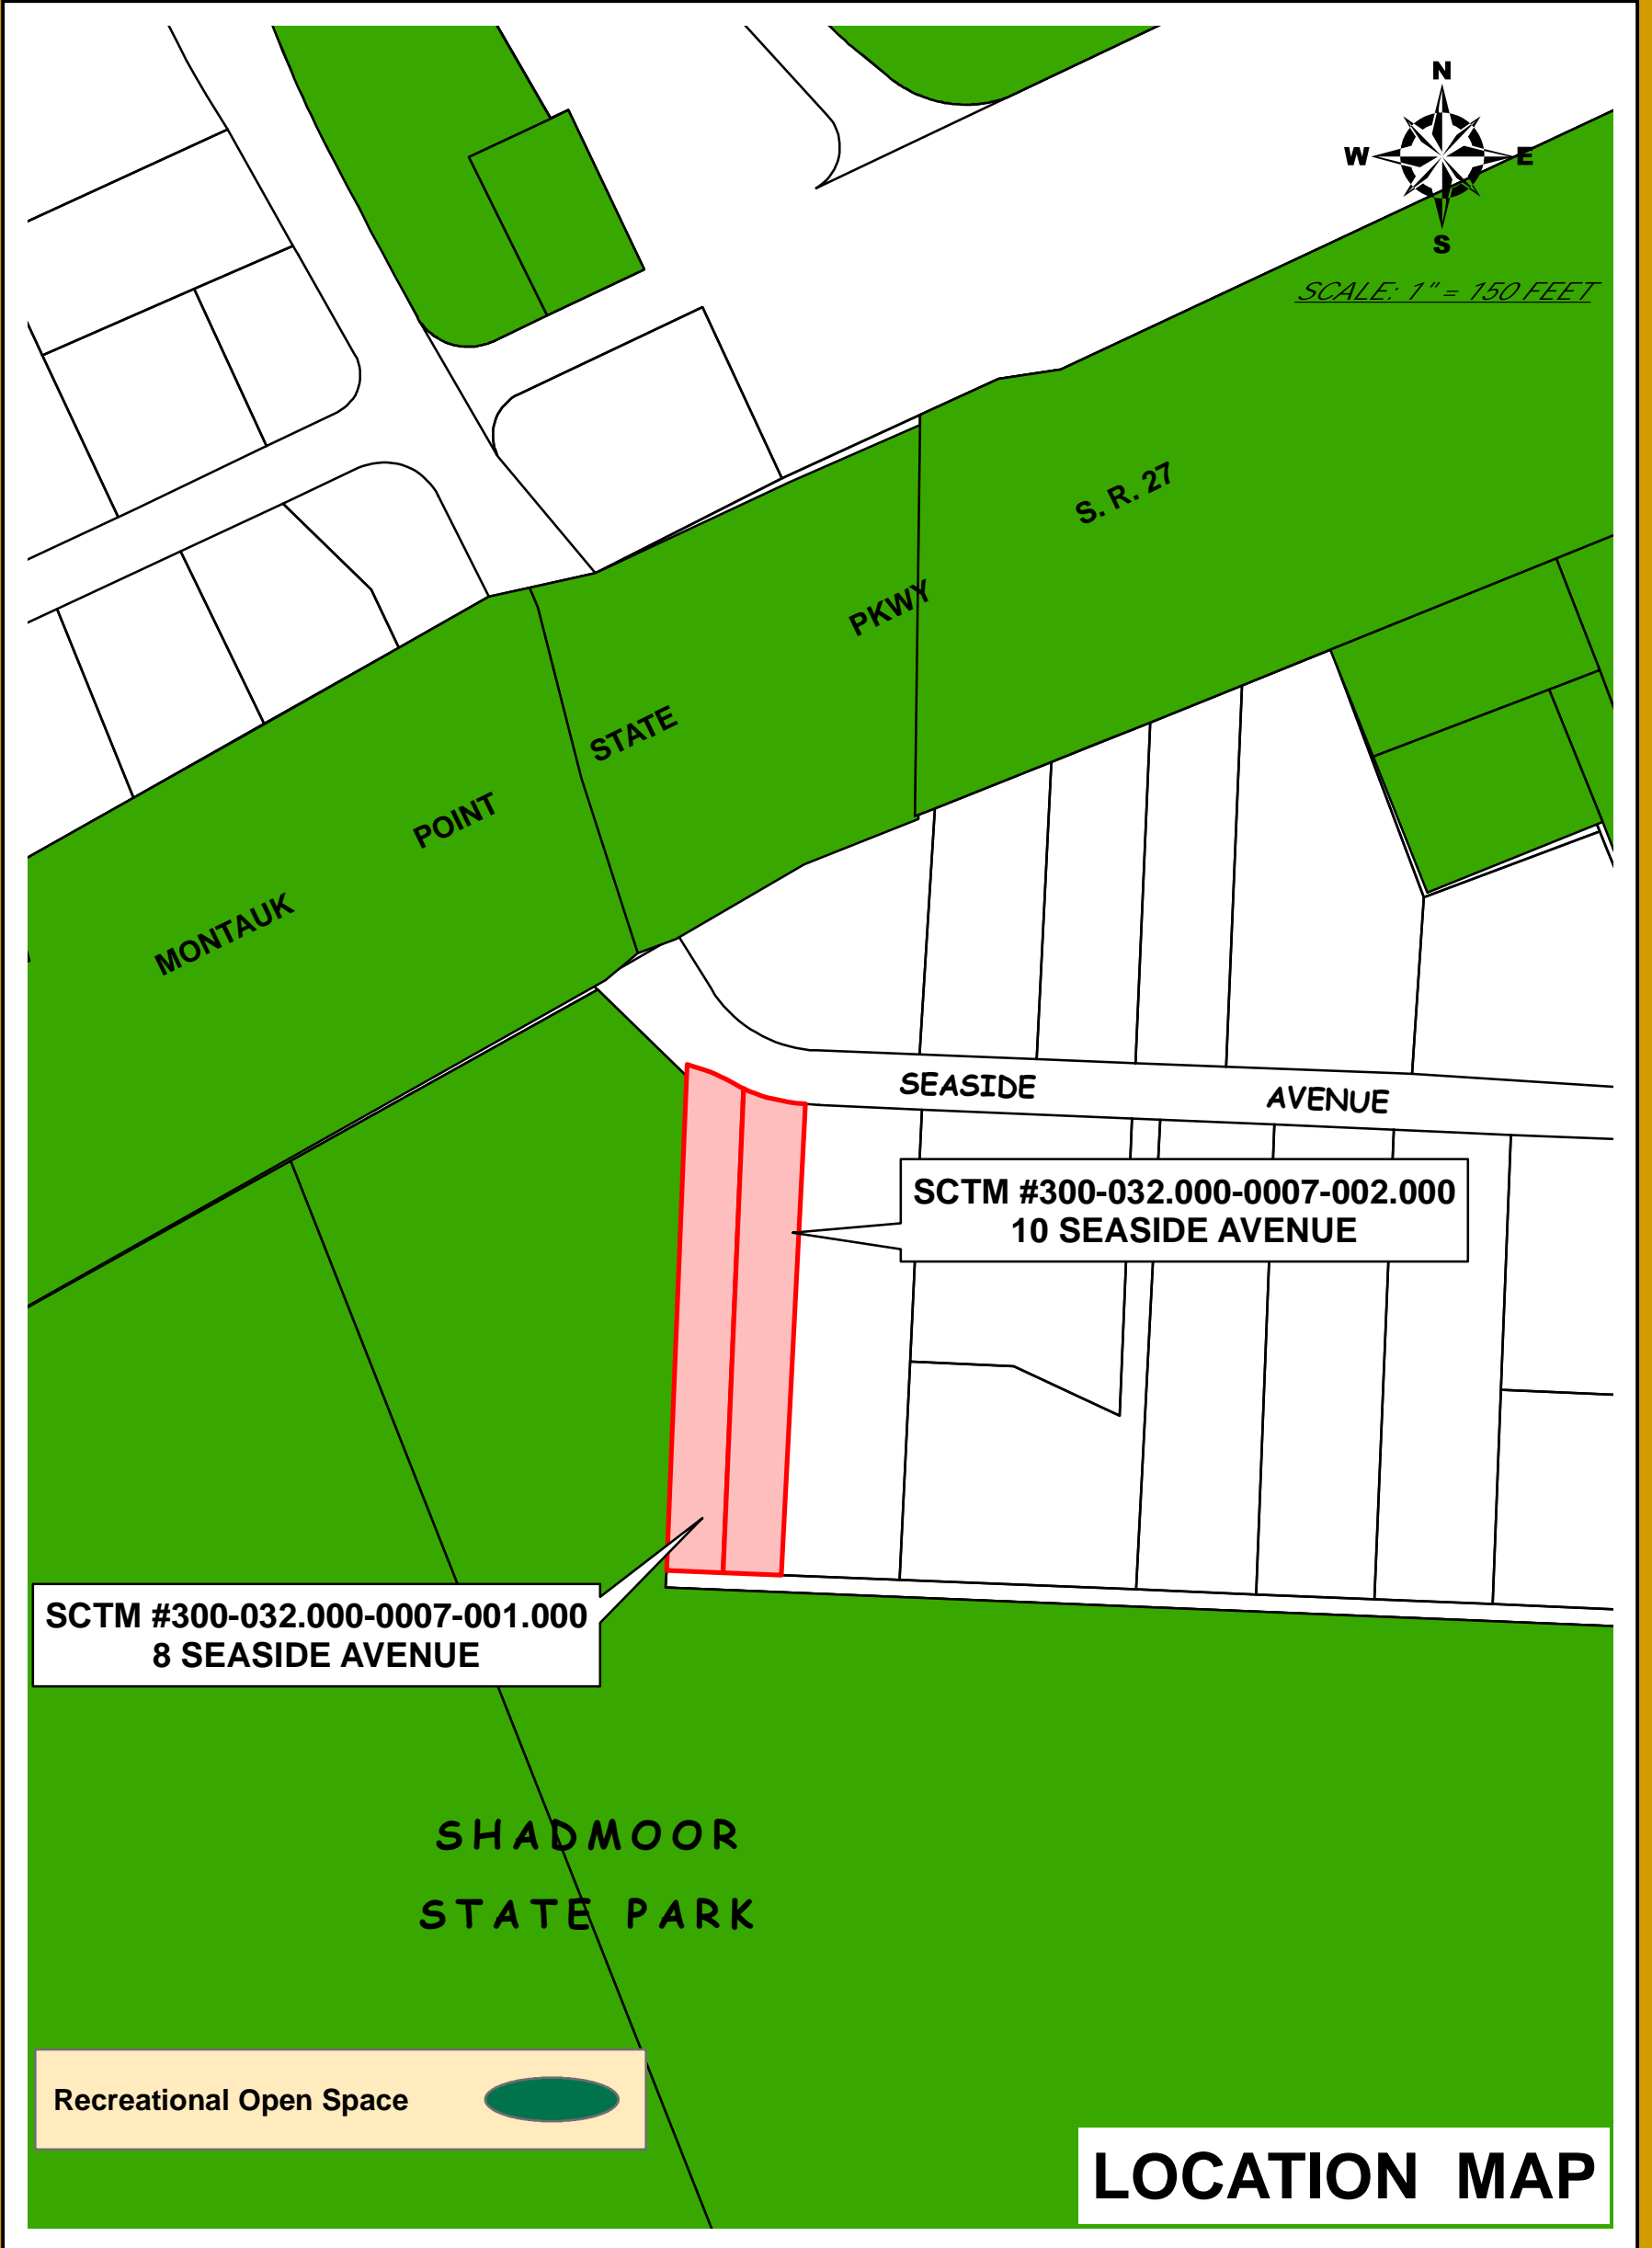 N
W E
S
SCALE: 1" = 150 FEET
S. R. 27
PKWY
STATE
POINT
MONTAUK
SEASIDE AVENUE
SCTM #300-032.000-0007-002.000
10 SEASIDE AVENUE
SCTM #300-032.000-0007-001.000
8 SEASIDE AVENUE
SHADMOOR
STATE PARK
Recreational Open Space
LOCATION MAP